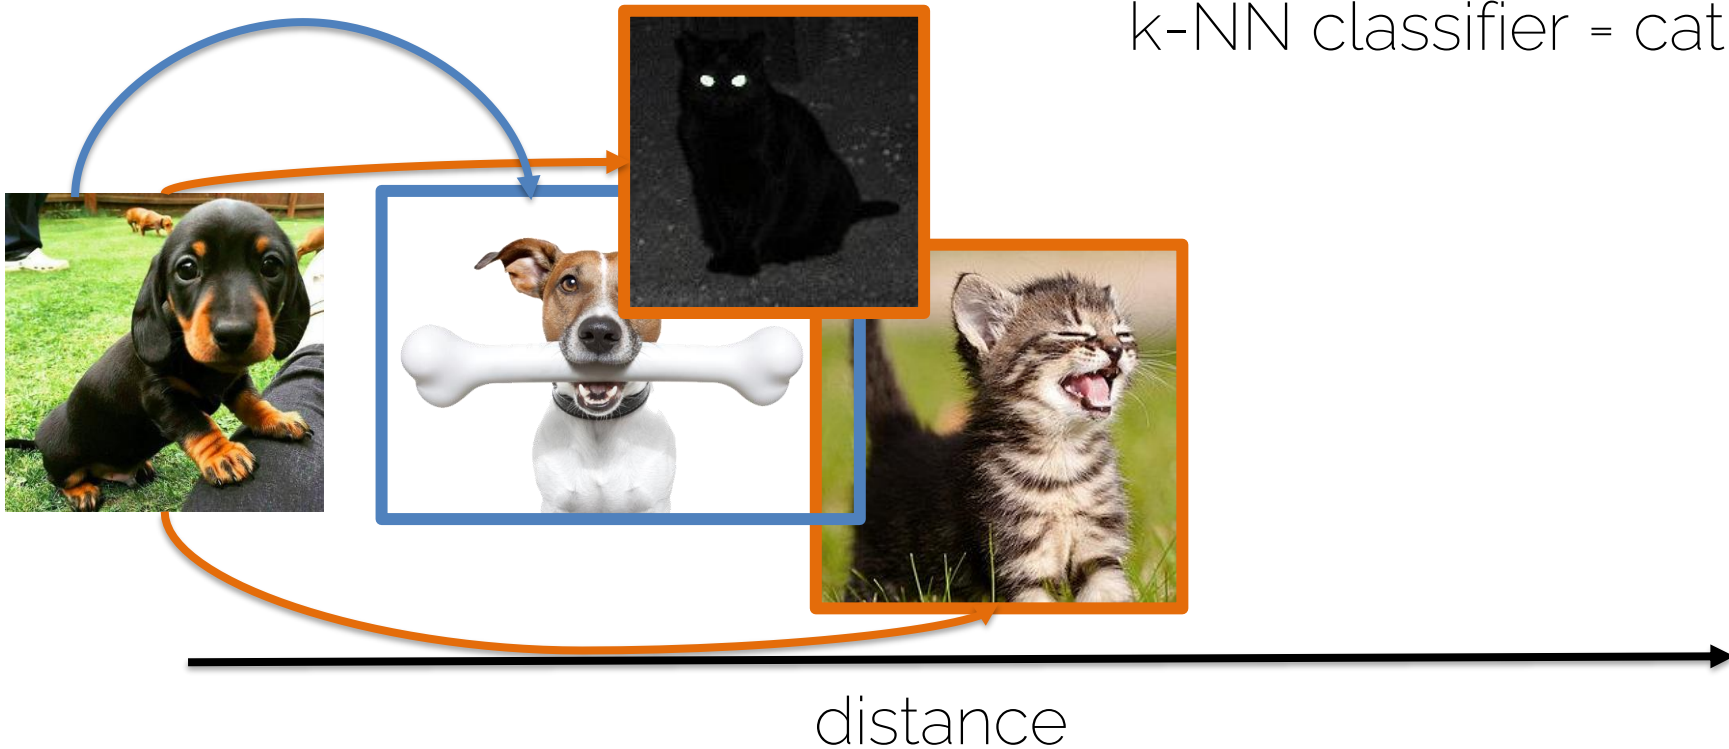 k-NN classifier = cat
distance